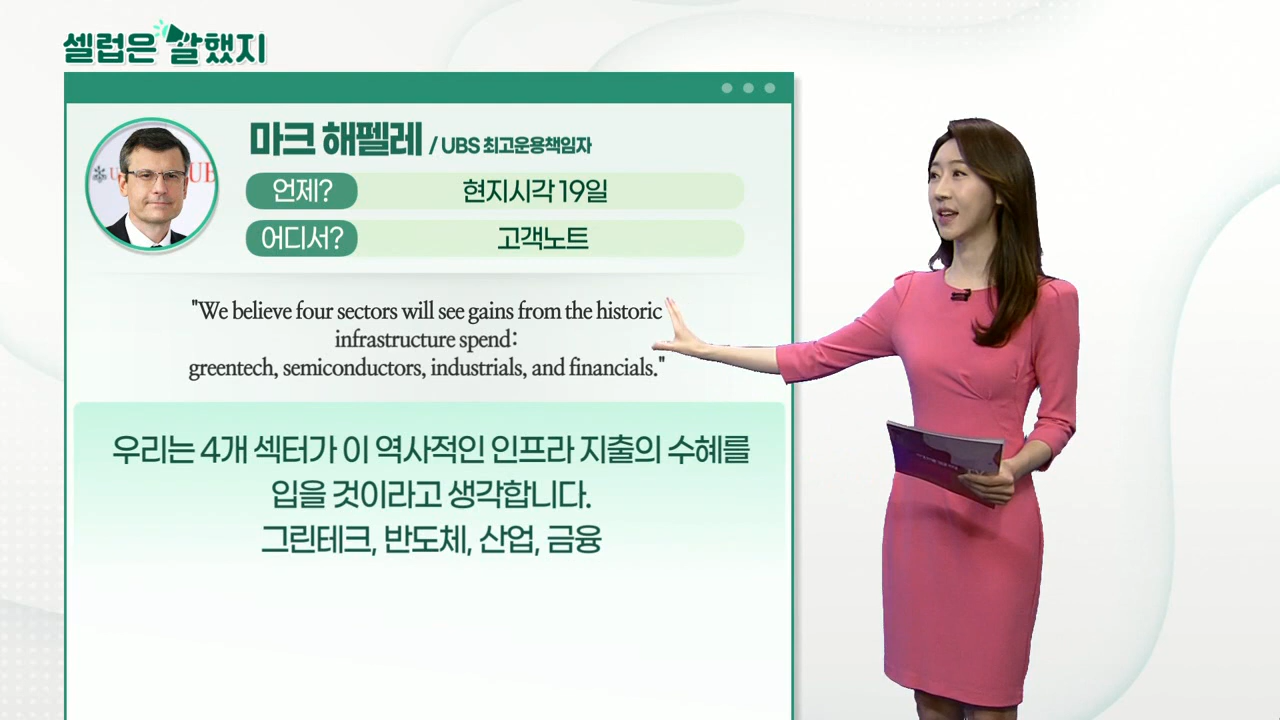 셀럽은 말했지
마크 해펠레 / UBS 최고운용책임자
언제? 현지시각 19일
어디서? 고객노트
"We believe four sectors will see gains from the historic
infrastructure spend:
greentech, semiconductors, industrials, and financials."
우리는 4개 섹터가 이 역사적인 인프라 지출의 수혜를
입을 것이라고 생각합니다.
그린테크, 반도체, 산업, 금융